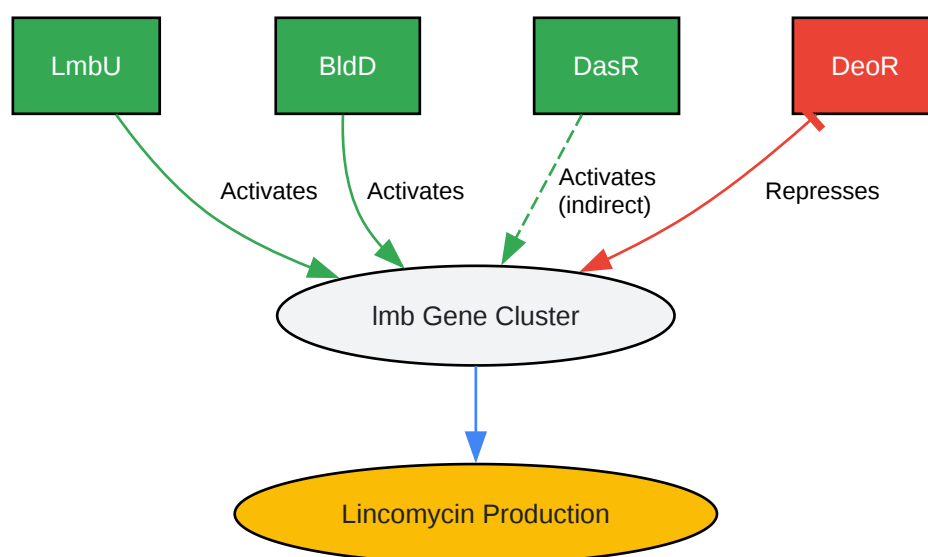 LmbU
BldD
DasR
DeoR
Activates
Activates
Activates
(indirect)
Represses
lmb Gene Cluster
Lincomycin Production